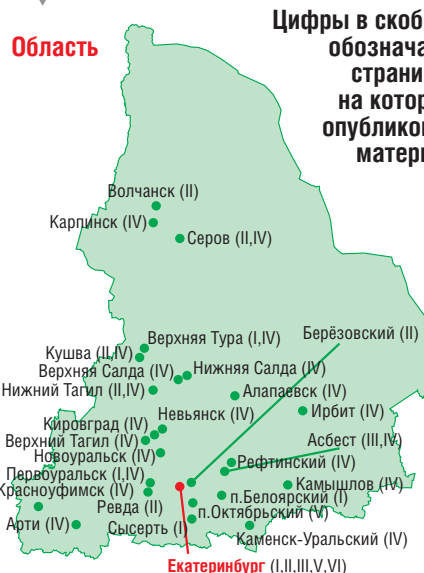 Область
Цифры в скоб
обознача
страни
на котор
опубликов
матери
Волчанск (II)
Карпинск (IV)
Серов (II,IV)
Верхняя Тура (I,IV)
Берёзовский (II)
Кушва (II,IV)
Верхняя Салда (IV)
Нижняя Салда (IV)
Нижний Тагил (II,IV)
Алапаевск (IV)
Невьянск (IV)
Ирбит (IV)
Кировград (IV)
Верхний Тагил (IV)
Асбест (III,IV)
Новоуральск (IV)
Рефтинский (IV)
Первоуральск (I,IV)
Камышлов (IV)
Красноуфимск (IV)
п.Белоярский (I)
Ревда (II)
п.Октябрьский (V)
Арти (IV)
Сысерть (I)
Каменск-Уральский (IV)
Екатеринбург (I,II,III,V,VI)